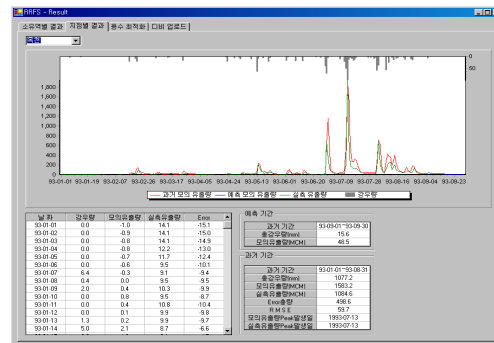 RRFS - Result
소유역별 결과 지점별 결과 용수 최적화 디비 업로드
0
50
1,800
1,600
1,400
1,200
1,000
800
600
400
200
0
93-01-01 93-01-19 93-02-07 93-02-26 93-03-17 93-04-05 93-04-24 93-05-13 93-06-01 93-06-20 93-07-09 93-07-28 93-08-16 93-09-04 93-09-23
과거 모의 유출량 예측 모의 유출량 실측 유출량 강우량
날 짜 강우량 모의유출량 실측유출량 Error
93-01-01 0.0 -1.0 14.1 -15.1
93-01-02 0.0 -0.9 14.1 -15.0
93-01-03 0.0 -0.8 14.1 -14.9
93-01-04 0.0 -0.8 12.2 -13.0
93-01-05 0.0 -0.7 11.7 -12.4
93-01-06 0.0 -0.6 9.5 -10.1
93-01-07 6.4 -0.3 9.1 -9.4
93-01-08 0.4 0.0 9.5 -9.5
93-01-09 2.0 0.4 10.3 -9.9
93-01-10 0.0 0.8 9.5 -8.7
93-01-11 0.0 0.4 10.8 -10.4
93-01-12 0.0 0.1 9.9 -9.8
93-01-13 1.3 0.2 9.9 -9.7
93-01-14 5.0 2.1 8.7 -6.6
예측 기간
과거 기간 93-09-01~93-09-30
총강우량(mm) 15.6
모의유출량(MCM) 48.5
과거 기간
과거 기간 93-01-01~93-08-31
총강우량(mm) 1077.2
모의유출량(MCM) 1583.2
실측유출량(MCM) 1084.6
Error총량 498.6
R M S E 59.7
모의유출량Peak발생일 1993-07-13
실측유출량Peak발생일 1993-07-13